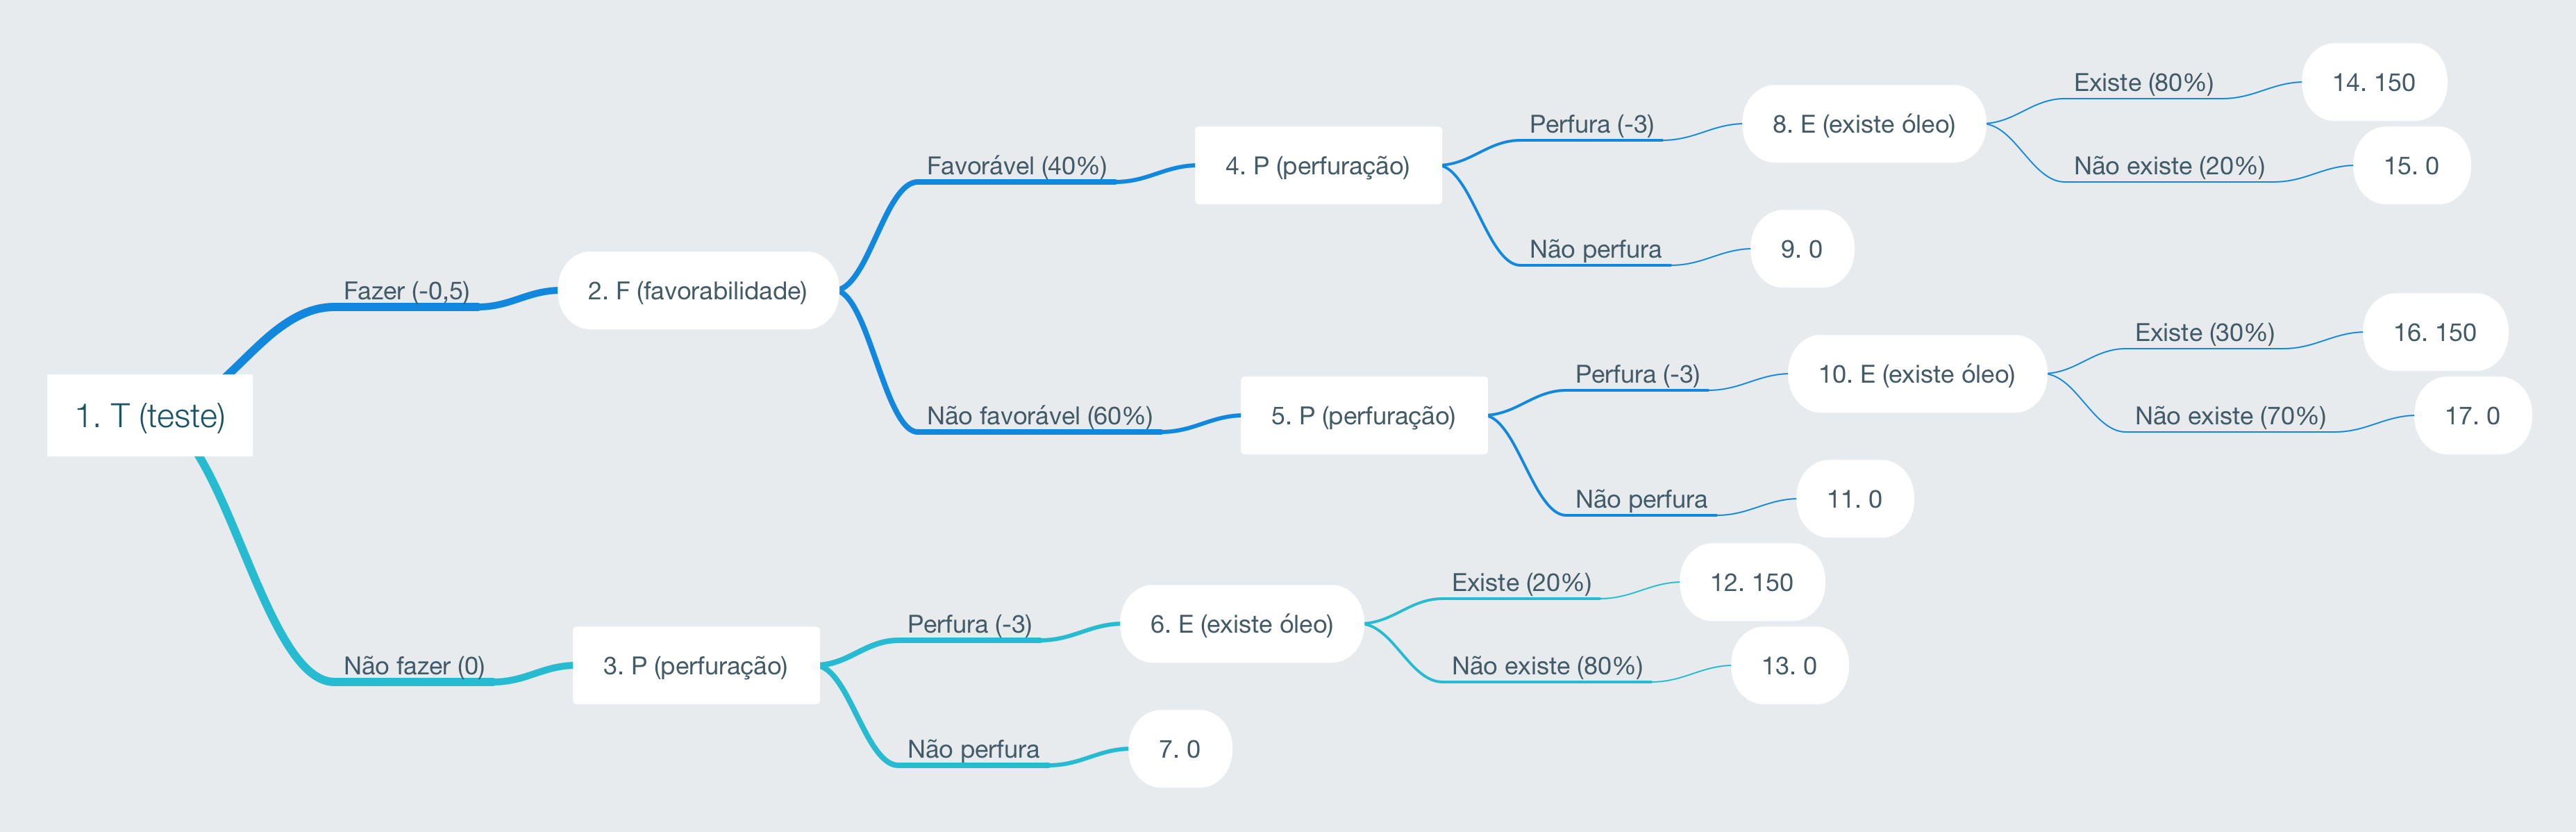 Existe (80%)
14. 150
Perfura (-3)
8. E (existe óleo)
Favorável (40%)
4. P (perfuração)
Não existe (20%)
15. 0
Não perfura
9. 0
Fazer (-0,5)
2. F (favorabilidade)
Existe (30%)
16. 150
Perfura (-3)
10. E (existe óleo)
1. T (teste)
Não favorável (60%)
5. P (perfuração)
Não existe (70%)
17. 0
Não perfura
11. 0
Existe (20%)
12. 150
Perfura (-3)
6. E (existe óleo)
Não fazer (0)
3. P (perfuração)
Não existe (80%)
13. 0
Não perfura
7. 0